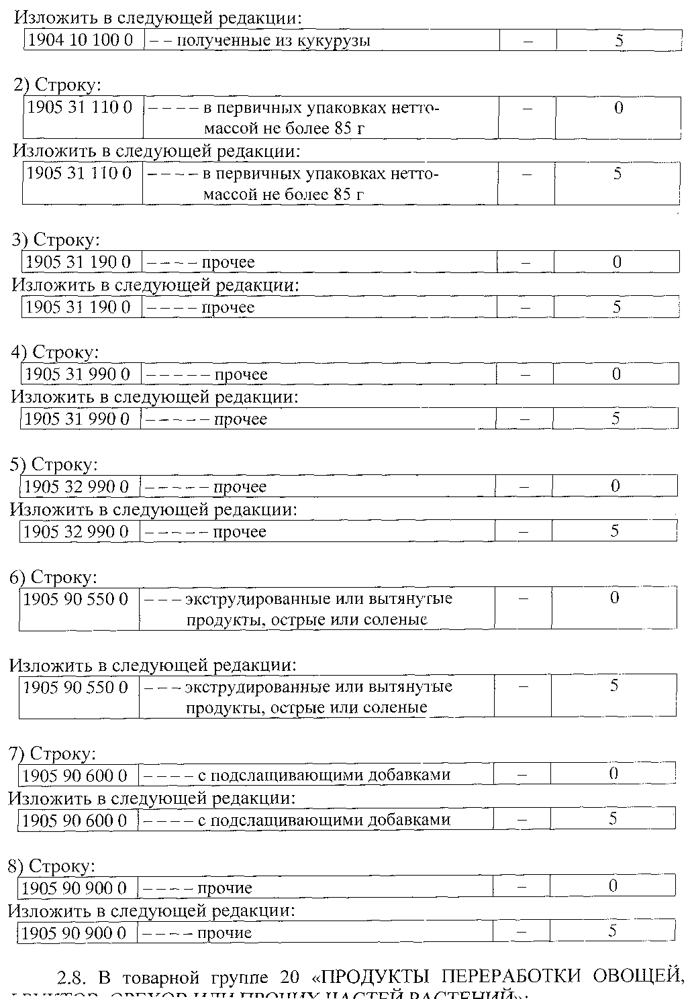 Изложить в следующей редакции:
1904 10 100 0 – – полученные из кукурузы – 5
2) Строку:
1905 31 110 0 – – – – в первичных упаковках нетто- – 0
массой не более 85 г
Изложить в следующей редакции:
1905 31 110 0 – – – – в первичных упаковках нетто- – 5
массой не более 85 г
3) Строку:
1905 31 190 0 – – – – прочее – 0
Изложить в следующей редакции:
1905 31 190 0 – – – – прочее – 5
4) Строку:
1905 31 990 0 – – – – – прочее – 0
Изложить в следующей редакции:
1905 31 990 0 – – – – – прочее – 5
5) Строку:
1905 32 990 0 – – – – – прочее – 0
Изложить в следующей редакции:
1905 32 990 0 – – – – – прочее – 5
6) Строку:
1905 90 550 0 – – – экструдированные или вытянутые – 0
продукты, острые или соленые
Изложить в следующей редакции:
1905 90 550 0 – – – экструдированные или вытянутые – 5
продукты, острые или соленые
7) Строку:
1905 90 600 0 – – – – с подслащивающими добавками – 0
Изложить в следующей редакции:
1905 90 600 0 – – – – с подслащивающими добавками – 5
8) Строку:
1905 90 900 0 – – – – прочие – 0
Изложить в следующей редакции:
1905 90 900 0 – – – – прочие – 5
2.8. В товарной группе 20 «ПРОДУКТЫ ПЕРЕРАБОТКИ ОВОЩЕЙ,
ФРУКТОВ, ОРЕХОВ ИЛИ ПРОЧИХ ЧАСТЕЙ РАСТЕНИЙ»: